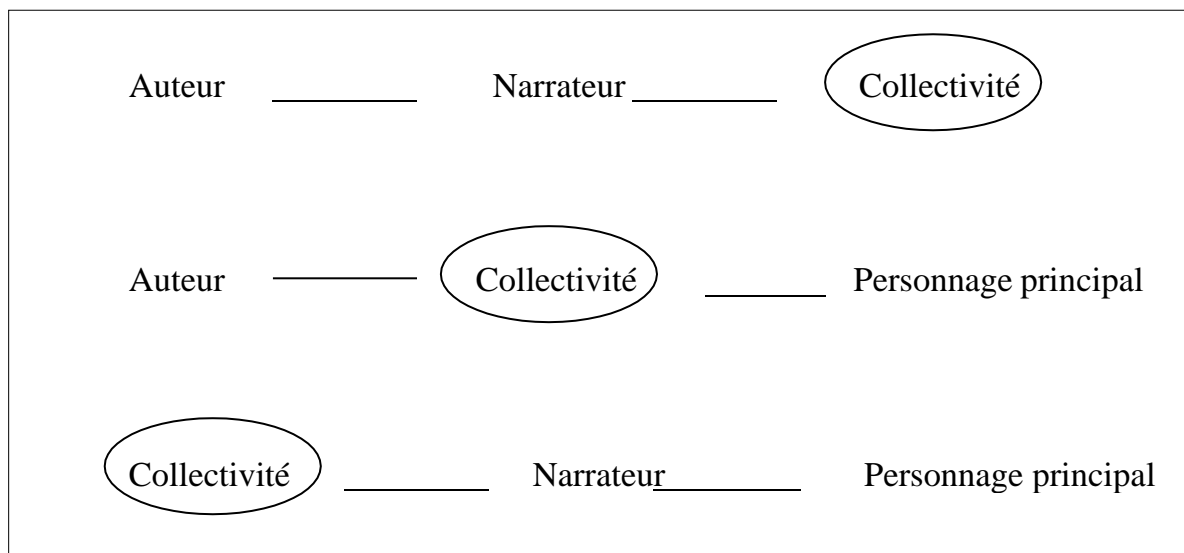 Auteur Narrateur Collectivité
Auteur Collectivité Personnage principal
Collectivité Narrateur Personnage principal